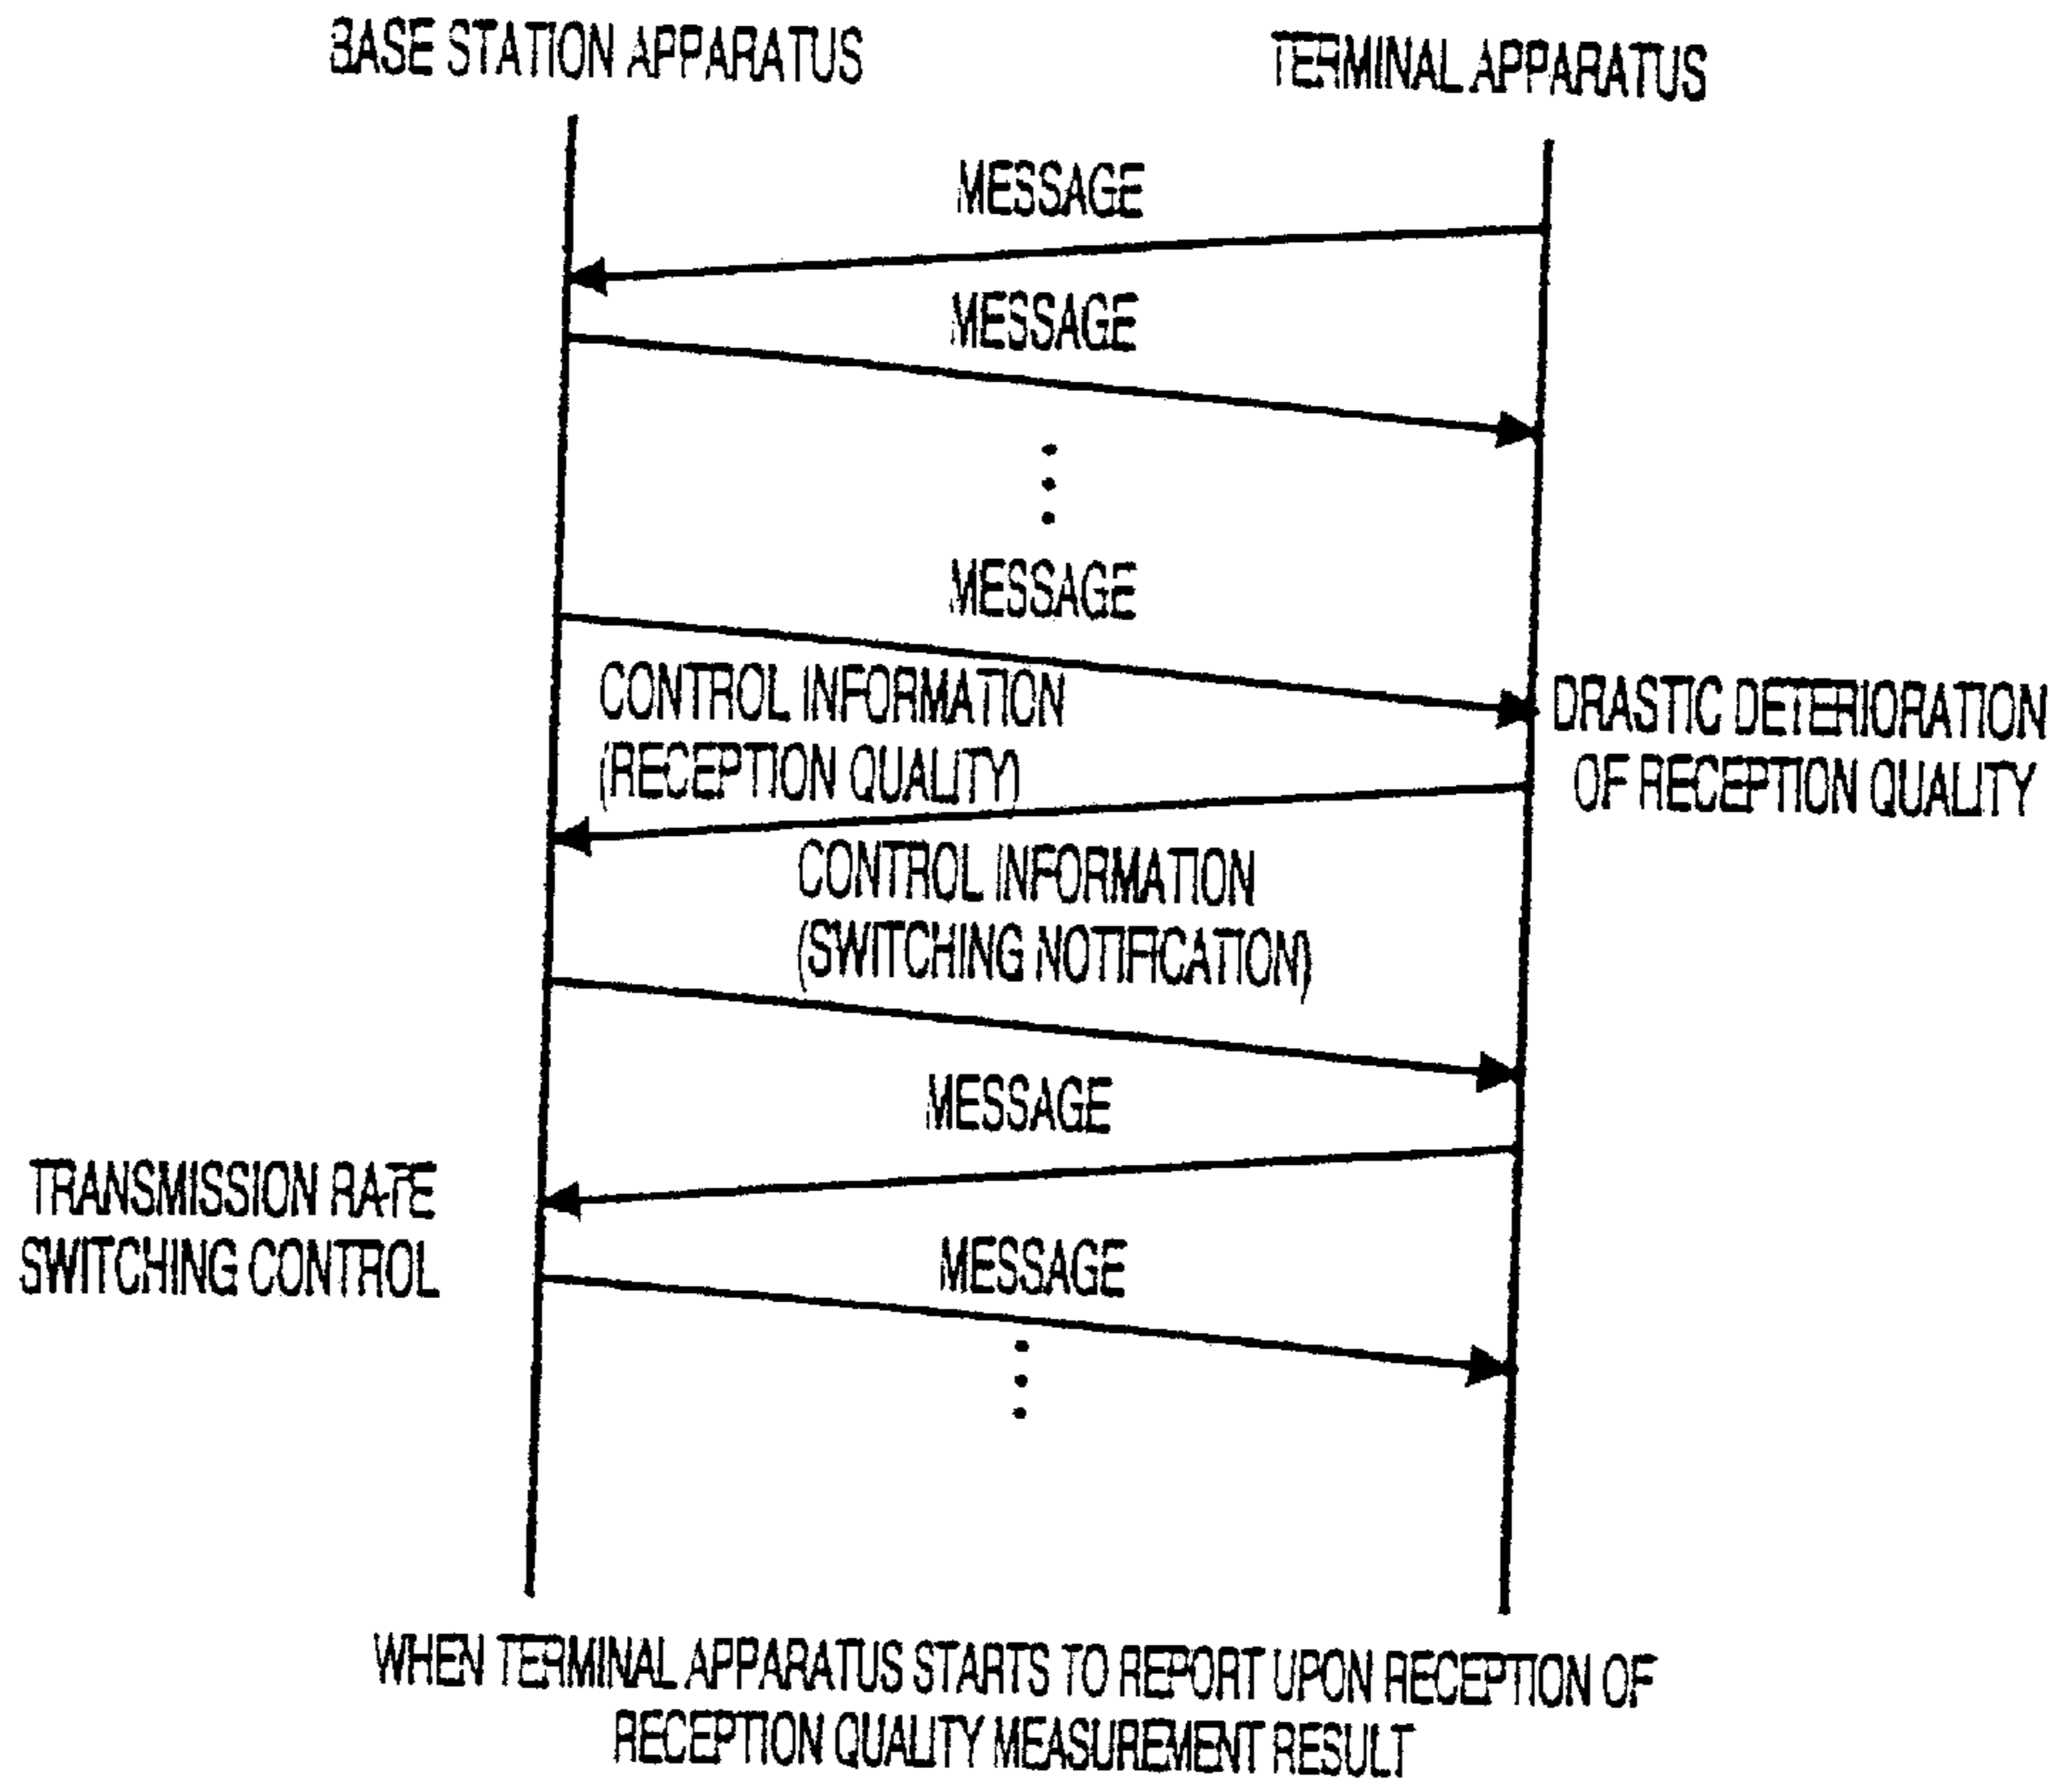 BASE STATION APPARATUS
TERMINAL APPARATUS
MESSAGE
MESSAGE
MESSAGE
CONTROL INFORMATION
(RECEPTION QUALITY)
DRASTIC DETERIORATION
OF RECEPTION QUALITY
CONTROL INFORMATION
(SWITCHING NOTIFICATION)
MESSAGE
TRANSMISSION RATE
SWITCHING CONTROL
MESSAGE
WHEN TERMINAL APPARATUS STARTS TO REPORT UPON RECEPTION OF
RECEPTION QUALITY MEASUREMENT RESULT